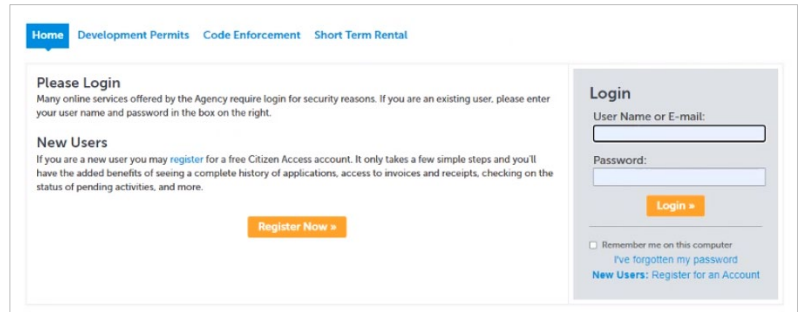 Home Development Permits Code Enforcement Short Term Rental
Please Login
Many online services offered by the Agency require login for security reasons. If you are an existing user, please enter
your user name and password in the box on the right.
New Users
If you are a new user you may register for a free Citizen Access account. It only takes a few simple steps and you'll
have the added benefits of seeing a complete history of applications, access to invoices and receipts, checking on the
status of pending activities, and more.
Register Now »
Login
User Name or E-mail:
Password:
Login »
Remember me on this computer
I've forgotten my password
New Users: Register for an Account